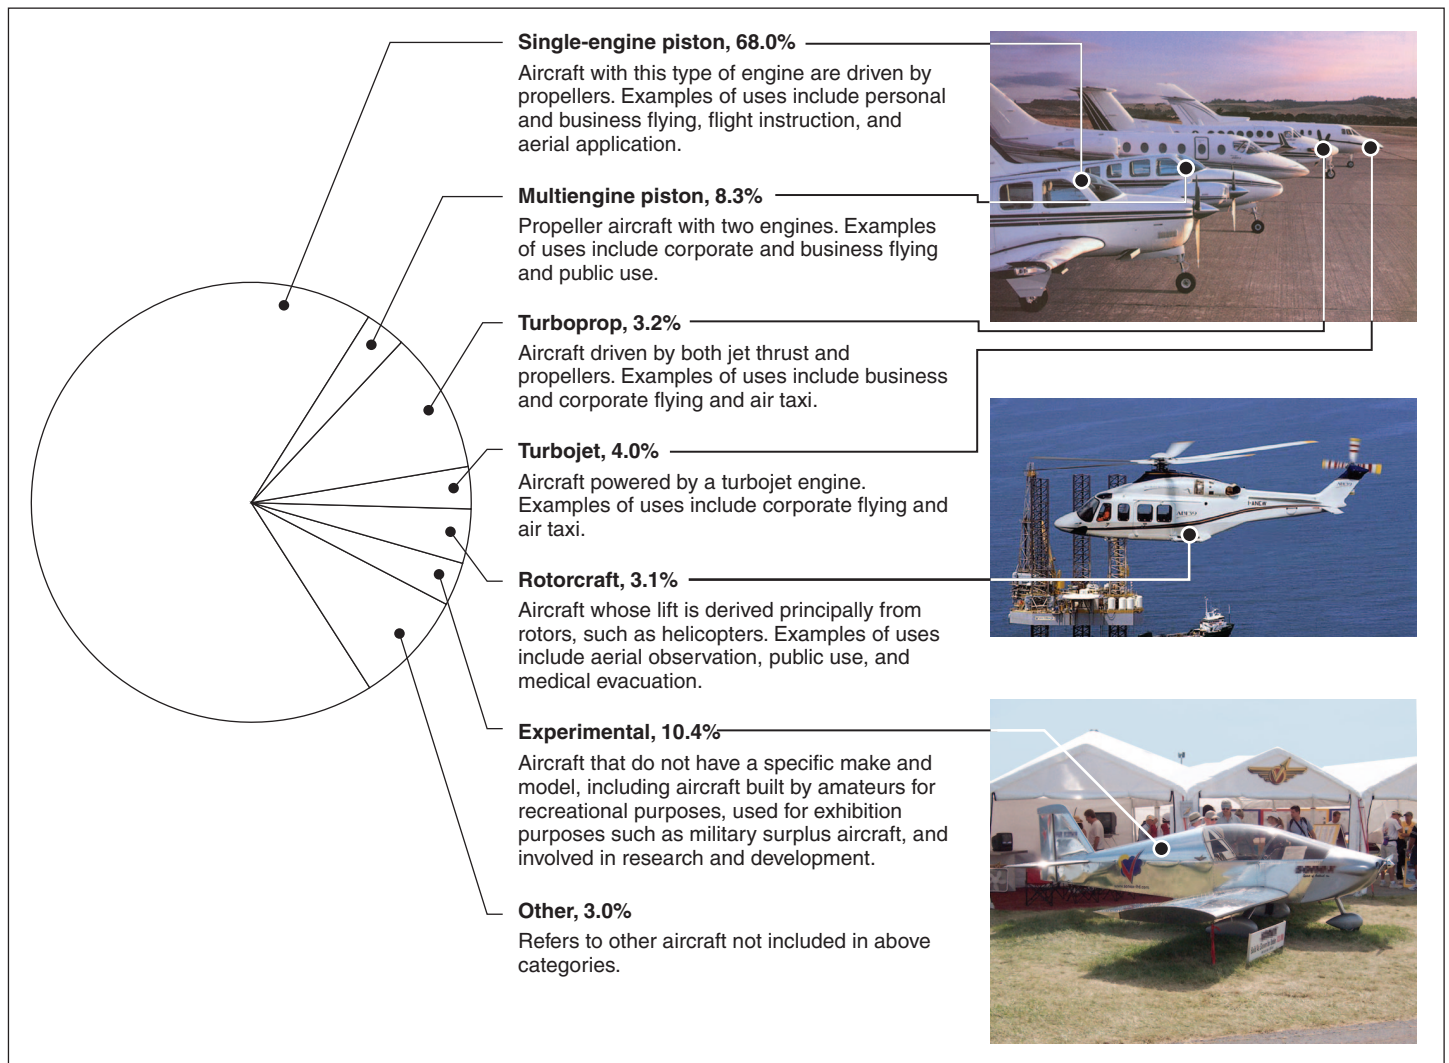 Single-engine piston, 68.0%
Aircraft with this type of engine are driven by
propellers. Examples of uses include personal
and business flying, flight instruction, and
aerial application.
Multiengine piston, 8.3%
Propeller aircraft with two engines. Examples
of uses include corporate and business flying
and public use.
Turboprop, 3.2%
Aircraft driven by both jet thrust and
propellers. Examples of uses include business
and corporate flying and air taxi.
Turbojet, 4.0%
Aircraft powered by a turbojet engine.
Examples of uses include corporate flying and
air taxi.
Rotorcraft, 3.1%
Aircraft whose lift is derived principally from
rotors, such as helicopters. Examples of uses
include aerial observation, public use, and
medical evacuation.
Experimental, 10.4%
Aircraft that do not have a specific make and
model, including aircraft built by amateurs for
recreational purposes, used for exhibition
purposes such as military surplus aircraft, and
involved in research and development.
Other, 3.0%
Refers to other aircraft not included in above
categories.
sonex